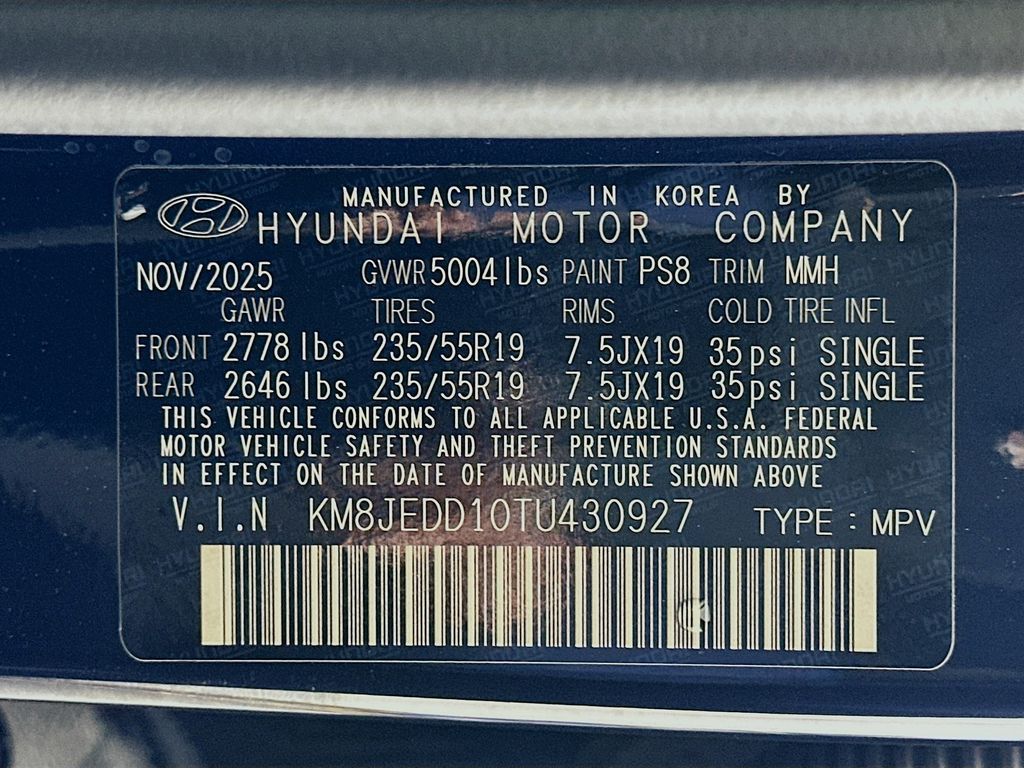 MANUFACTURED IN KOREA BY
HYUNDAI MOTOR COMPANY
NOV/2025 GVWR 5004lbs PAINT PS8 TRIM MMH
GAWR TIRES RIMS COLD TIRE INFL
FRONT 2778 lbs 235/55R19 7.5JX19 35psi SINGLE
REAR 2646 lbs 235/55R19 7.5JX19 35psi SINGLE
THIS VEHICLE CONFORMS TO ALL APPLICABLE U.S.A. FEDERAL
MOTOR VEHICLE SAFETY AND THEFT PREVENTION STANDARDS
IN EFFECT ON THE DATE OF MANUFACTURE SHOWN ABOVE
V.I.N KM8JEDD10TU430927 TYPE : MPV